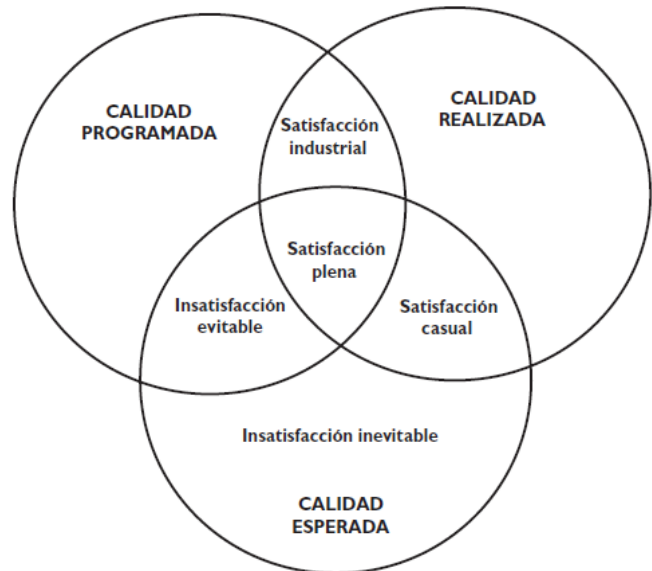 CALIDAD
PROGRAMADA
CALIDAD
REALIZADA
Satisfacción
industrial
Satisfacción
plena
Insatisfacción
evitable
Satisfacción
casual
Insatisfacción inevitable
CALIDAD
ESPERADA